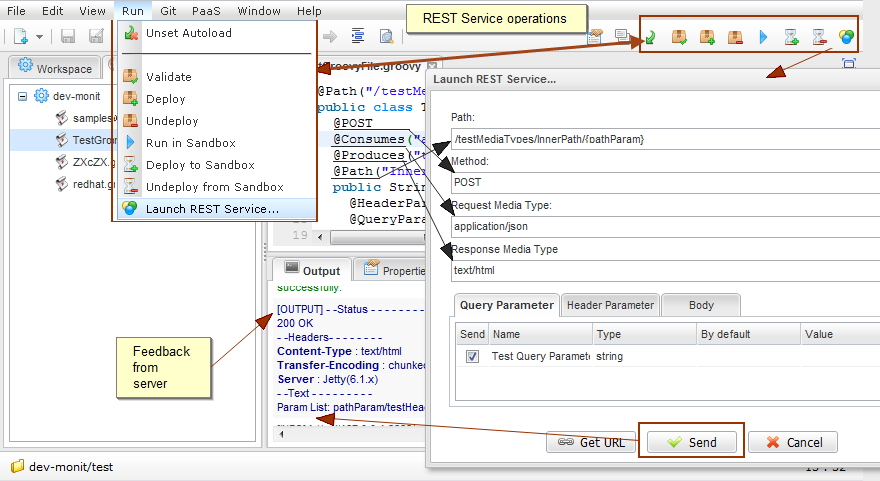 File Edit View Run Git PaaS Window Help
REST Service operations
Unset Autoload
Validate
Deploy
Undeploy
Run in Sandbox
Deploy to Sandbox
Undeploy from Sandbox
Launch REST Service...
Workspace
dev-monit
samples
TestGro
ZXcZX.g
redhat.g
GroovyFile.groovy
@Path("/testMe
public class T
@POST
@Consumes("a
@Produces("t
@Path("Inner
public Strin
@HeaderPar
@QueryPara
19
Launch REST Service...
Path:
/testMediaTypes/InnerPath/{pathParam}
Method:
POST
Request Media Type:
application/json
Response Media Type
text/html
Query Parameter Header Parameter Body
Send Name Type By default Value
Test Query Paramete string
Get URL Send Cancel
Output Propertie
successfully.
[OUTPUT] - -Status - - - - - - - -
200 OK
- -Headers- - - - - - - -
Content-Type : text/html
Transfer-Encoding : chunked
Server : Jetty(6.1.x)
- -Text - - - - - - - - -
Param List: pathParam/testHea
Feedback
from
server
dev-monit/test